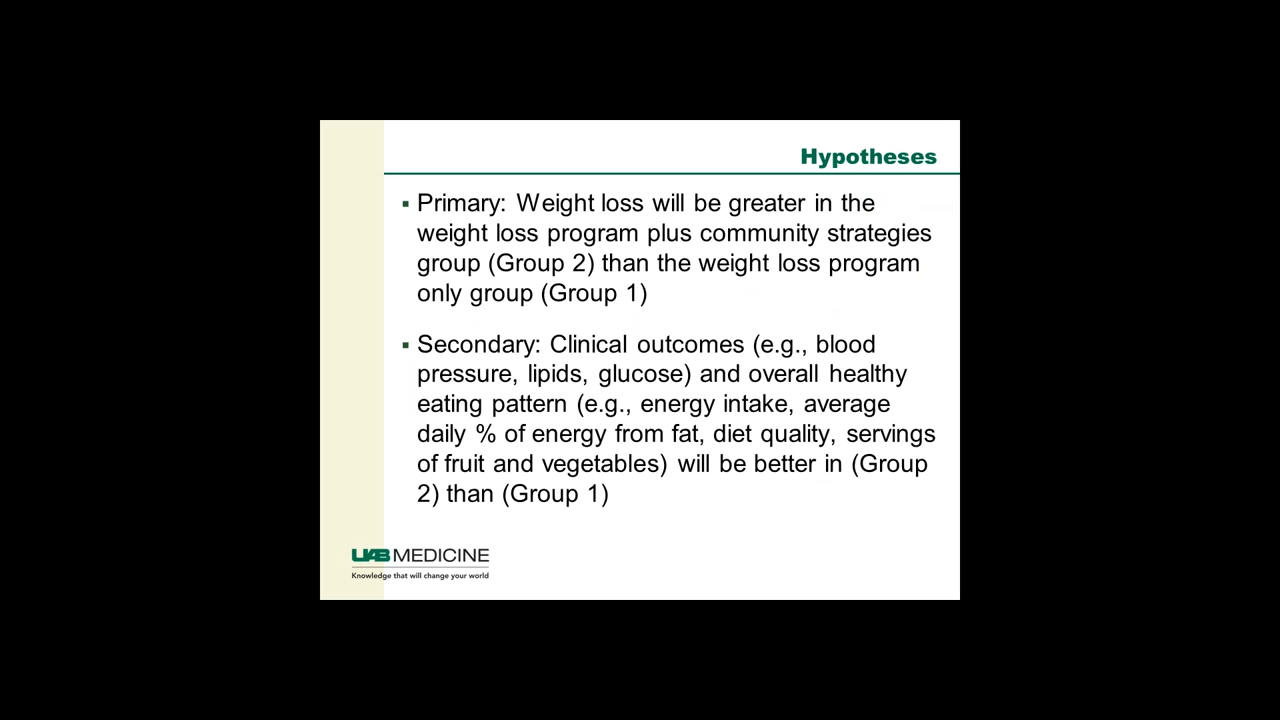 Hypotheses
▪ Primary: Weight loss will be greater in the
weight loss program plus community strategies
group (Group 2) than the weight loss program
only group (Group 1)
▪ Secondary: Clinical outcomes (e.g., blood
pressure, lipids, glucose) and overall healthy
eating pattern (e.g., energy intake, average
daily % of energy from fat, diet quality, servings
of fruit and vegetables) will be better in (Group
2) than (Group 1)
UAB MEDICINE
Knowledge that will change your world